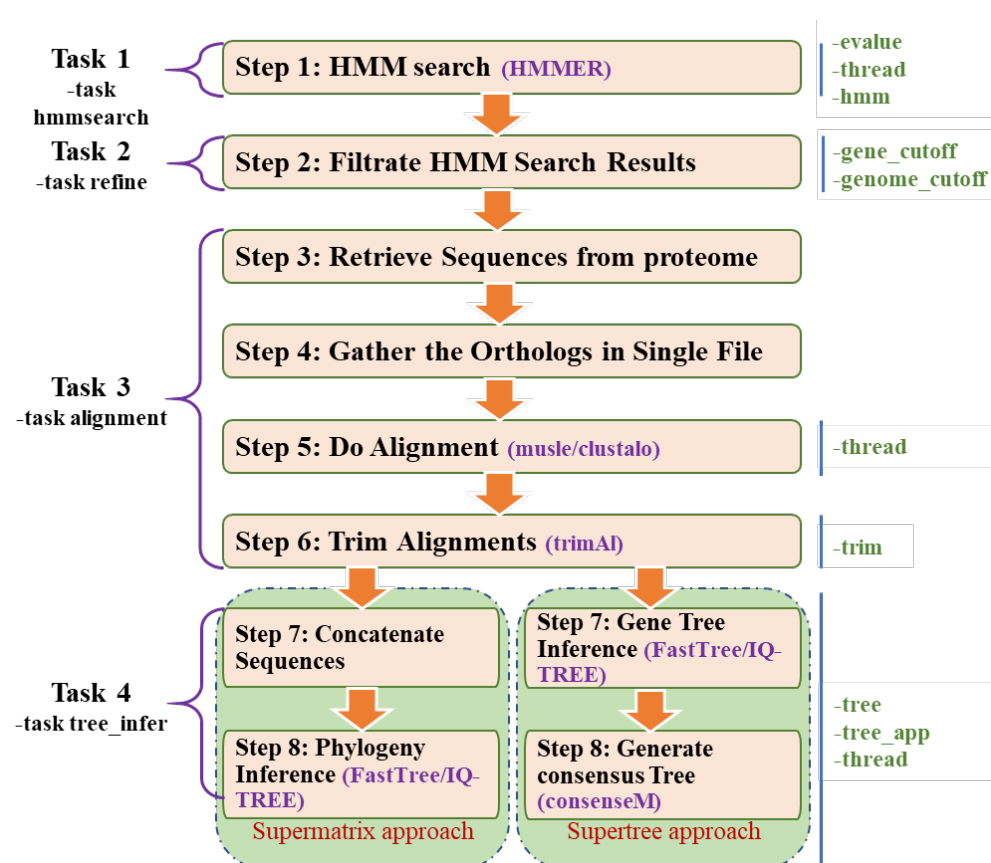 Task 1
-task
hmmsearch
Step 1: HMM search (HMMER)
-evalue
-thread
-hmm
Task 2
-task refine
Step 2: Filtrate HMM Search Results
-gene_cutoff
-genome_cutoff
Step 3: Retrieve Sequences from proteome
Step 4: Gather the Orthologs in Single File
Task 3
-task alignment
Step 5: Do Alignment (musle/clustalo)
-thread
Step 6: Trim Alignments (trimAl)
-trim
Task 4
-task tree_infer
Step 7: Concatenate
Sequences
Step 8: Phylogeny
Inference (FastTree/IQ-
TREE)
Supermatrix approach
Step 7: Gene Tree
Inference (FastTree/IQ-
TREE)
Step 8: Generate
consensus Tree
(consenseM)
Supertree approach
-tree
-tree_app
-thread